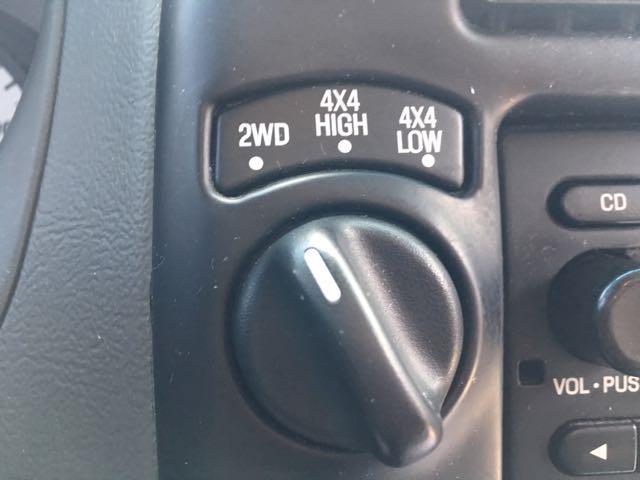 2WD
4X4
HIGH
4X4
LOW
CD
VOL • PUS